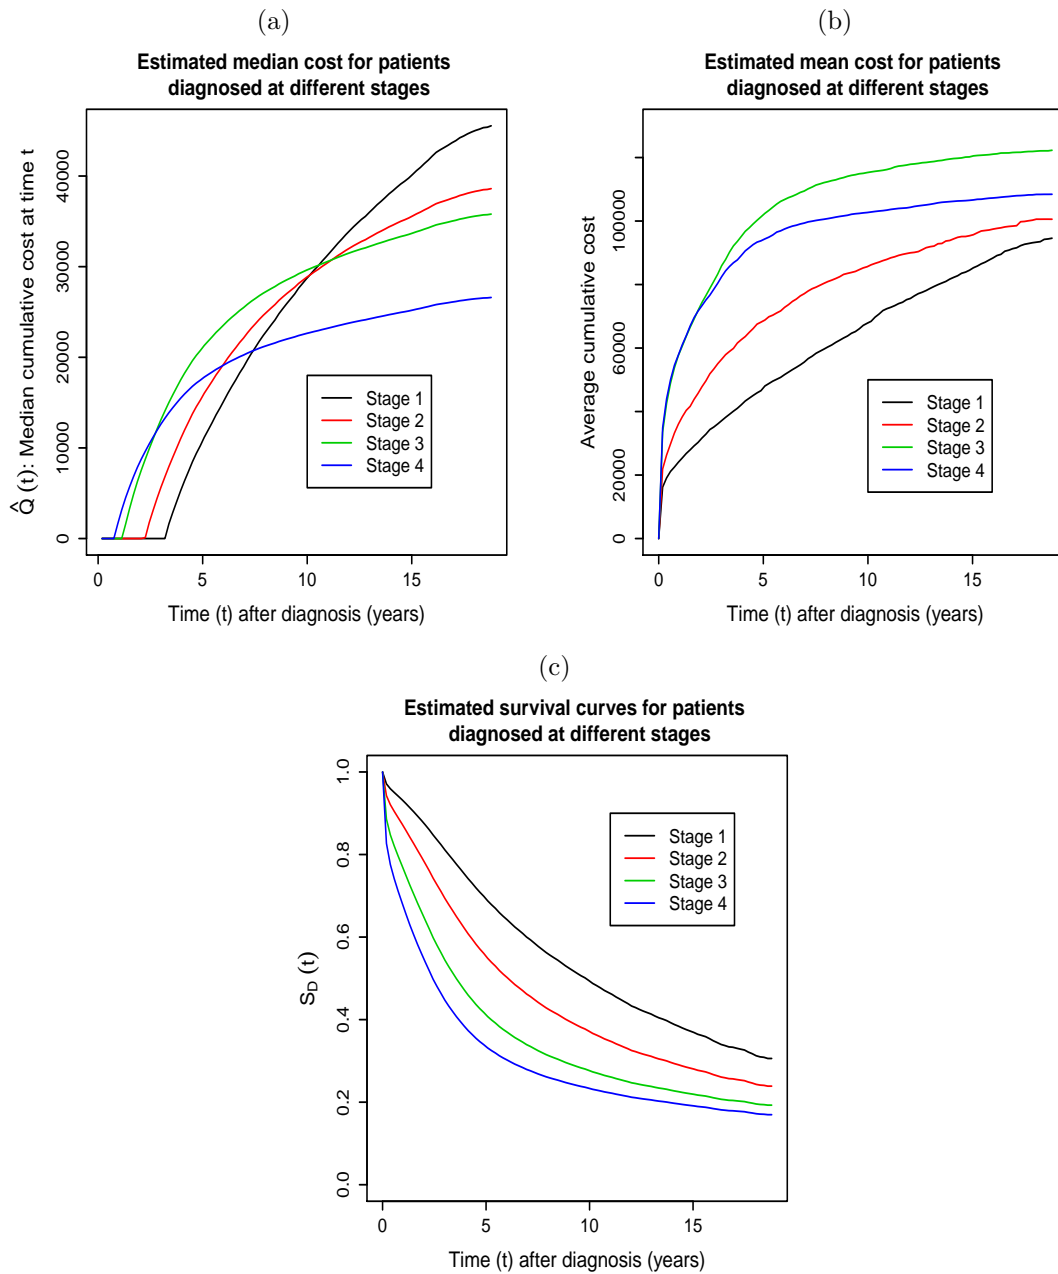 (a)
Estimated median cost for patients
diagnosed at different stages
Q̂ (t): Median cumulative cost at time t
40000
30000
20000
10000
0
Stage 1
Stage 2
Stage 3
Stage 4
0 5 10 15
Time (t) after diagnosis (years)
(b)
Estimated mean cost for patients
diagnosed at different stages
Average cumulative cost
100000
60000
20000
0
Stage 1
Stage 2
Stage 3
Stage 4
0 5 10 15
Time (t) after diagnosis (years)
(c)
Estimated survival curves for patients
diagnosed at different stages
S_D (t)
1.0
0.8
0.6
0.4
0.2
0.0
Stage 1
Stage 2
Stage 3
Stage 4
0 5 10 15
Time (t) after diagnosis (years)